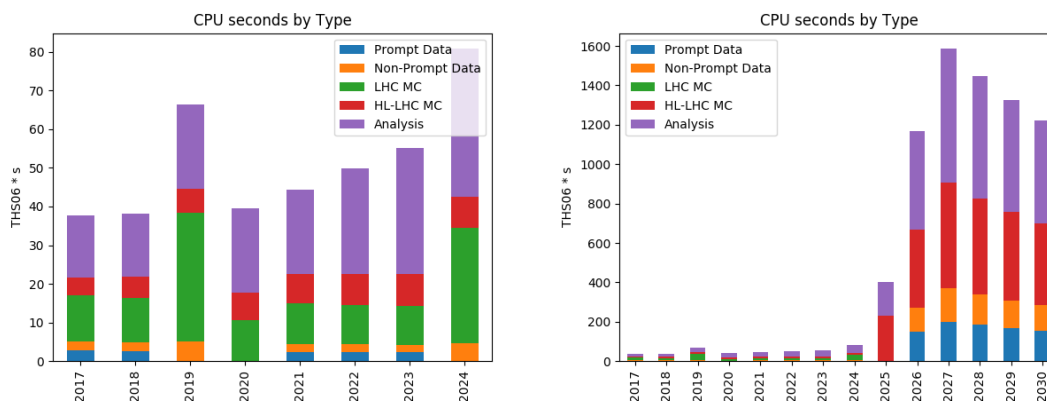 CPU seconds by Type
THS06 * s
80
70
60
50
40
30
20
10
0
Prompt Data
Non-Prompt Data
LHC MC
HL-LHC MC
Analysis
2017
2018
2019
2020
2021
2022
2023
2024
CPU seconds by Type
THS06 * s
1600
1400
1200
1000
800
600
400
200
0
Prompt Data
Non-Prompt Data
LHC MC
HL-LHC MC
Analysis
2017
2018
2019
2020
2021
2022
2023
2024
2025
2026
2027
2028
2029
2030